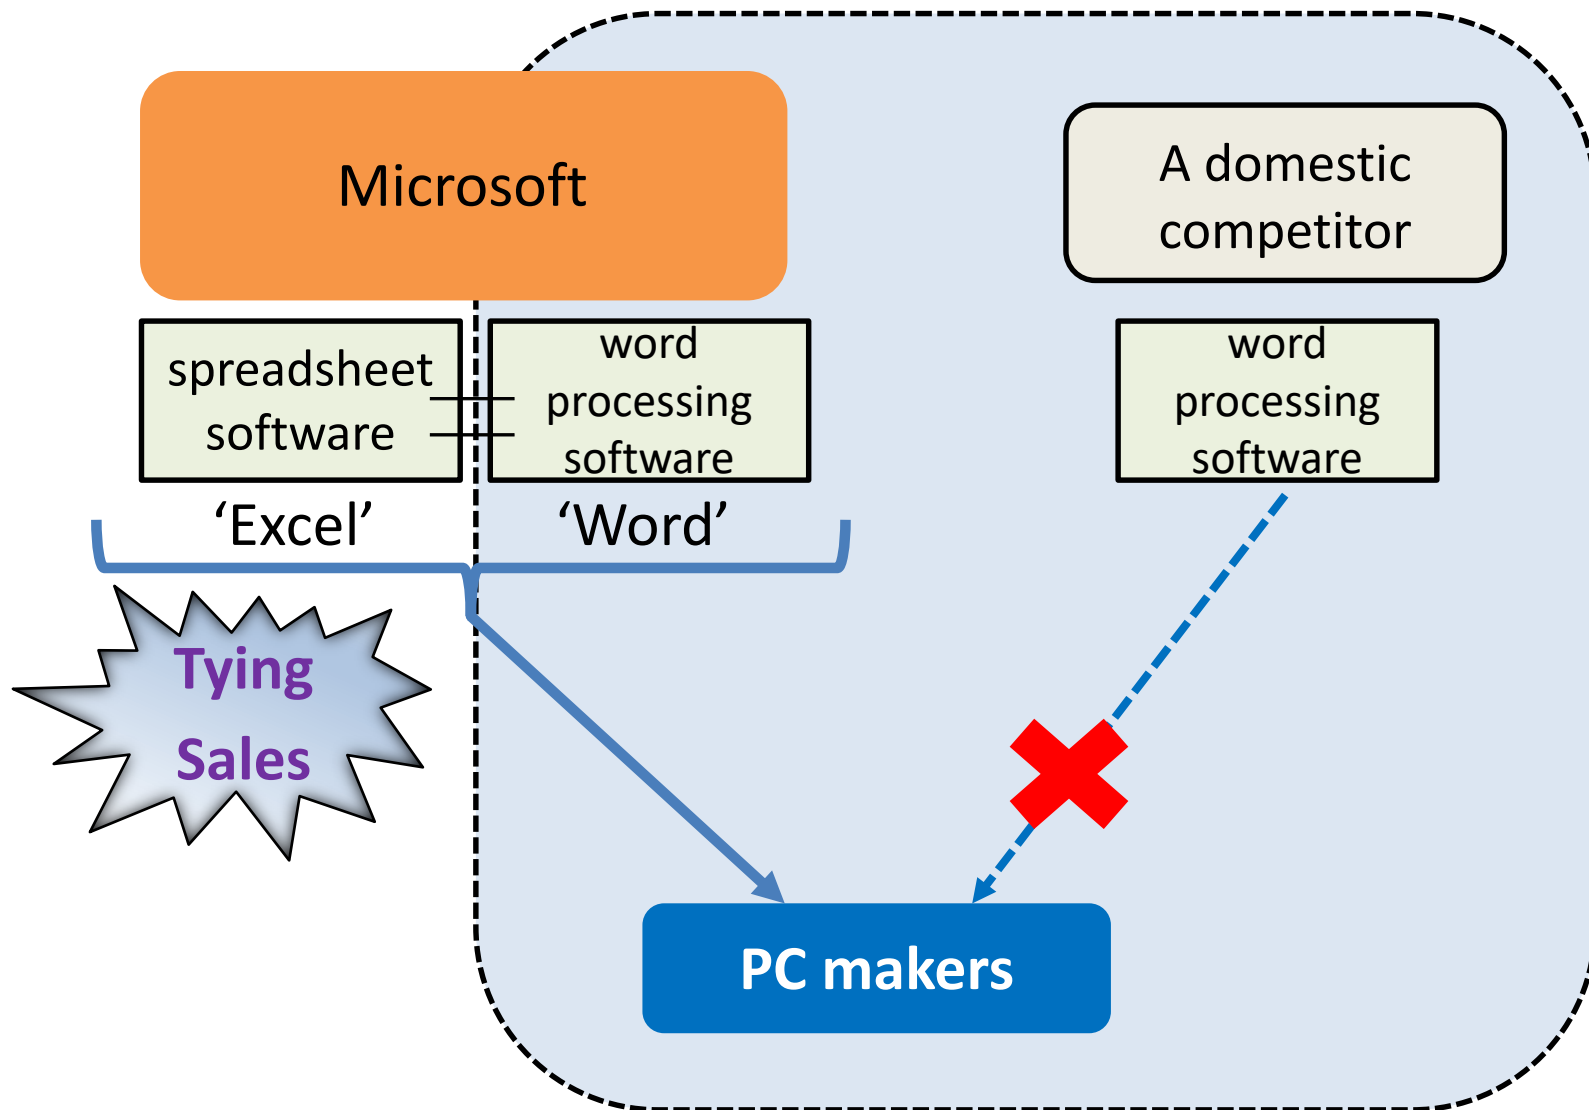 Microsoft
A domestic
competitor
spreadsheet
software
word
processing
software
word
processing
software
‘Excel’
‘Word’
Tying
Sales
PC makers